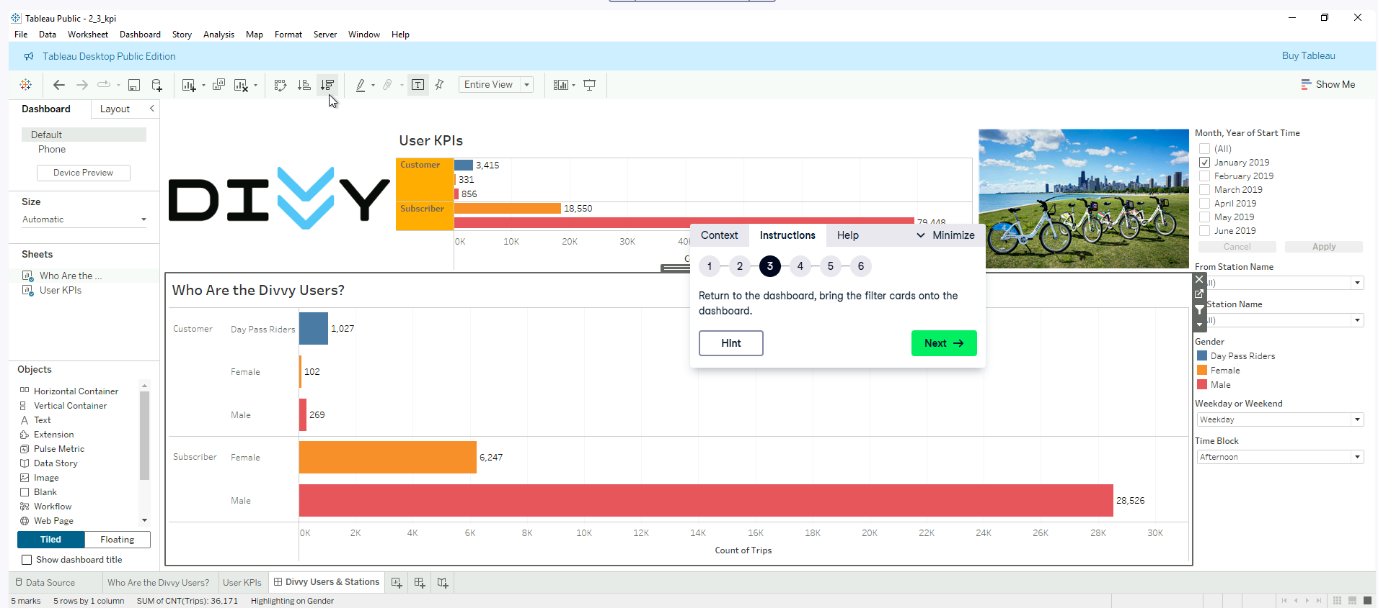 Tableau Public - 2_3_kpi
File Data Worksheet Dashboard Story Analysis Map Format Server Window Help
Tableau Desktop Public Edition
Buy Tableau
Entire View
Show Me
Dashboard
Layout
Default
Phone
Device Preview
Size
Automatic
Sheets
Who Are the ...
User KPIs
Objects
Horizontal Container
Vertical Container
Text
Extension
Pulse Metric
Data Story
Image
Blank
Workflow
Web Page
Tiled
Floating
Show dashboard title
DIVVY
User KPIs
Customer
3,415
331
856
Subscriber
18,550
79,448
0K 10K 20K 30K
Month, Year of Start Time
(All)
January 2019
February 2019
March 2019
April 2019
May 2019
June 2019
Cancel
Apply
From Station Name
Station Name
Gender
Day Pass Riders
Female
Male
Weekday or Weekend
Weekday
Time Block
Afternoon
Context
Instructions
Help
Minimize
1 2 3 4 5 6
Return to the dashboard, bring the filter cards onto the
dashboard.
Hint
Next
Who Are the Divvy Users?
Customer
Day Pass Riders
1,027
Female
102
Male
269
Subscriber
Female
6,247
Male
28,526
0K 2K 4K 6K 8K 10K 12K 14K 16K 18K 20K 22K 24K 26K 28K 30K
Count of Trips
Data Source
Who Are the Divvy Users?
User KPIs
Divvy Users & Stations
5 marks
5 rows by 1 column
SUM of CNT(Trips): 36,171
Highlighting on Gender